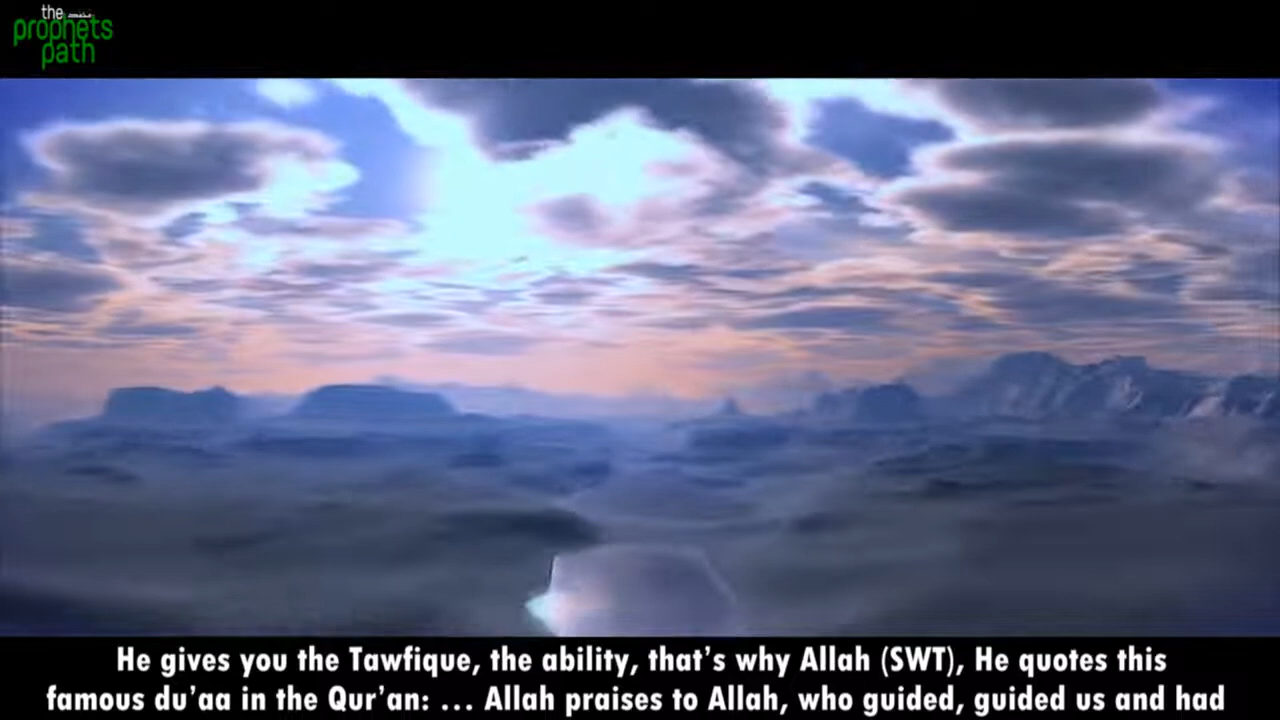 the
prophets
path
He gives you the Tawfique, the ability, that's why Allah (SWT), He quotes this
famous du'aa in the Qur'an: ... Allah praises to Allah, who guided, guided us and had